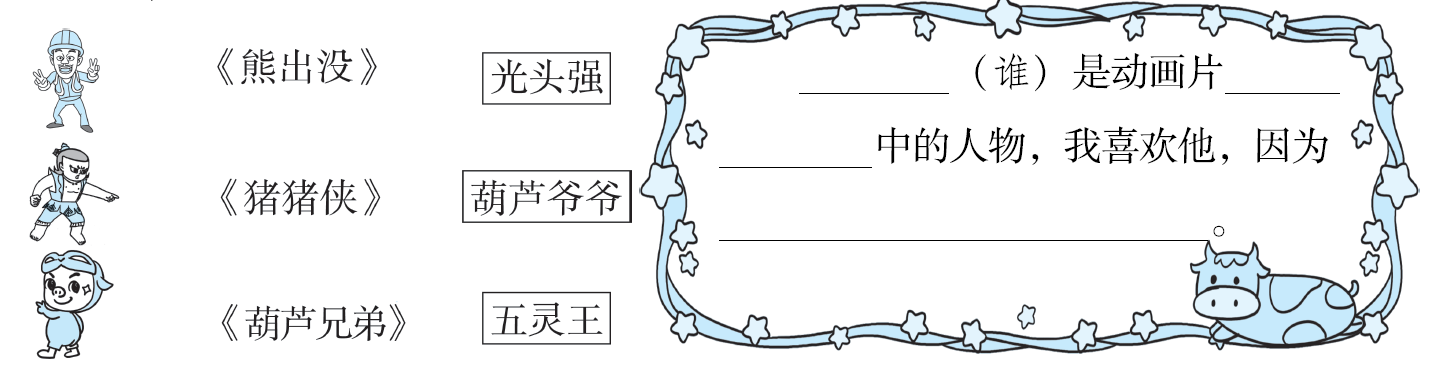 《熊出没》
光头强
《猪猪侠》
葫芦爷爷
《葫芦兄弟》
五灵王
（谁）是动画片
中的人物，我喜欢他，因为
。